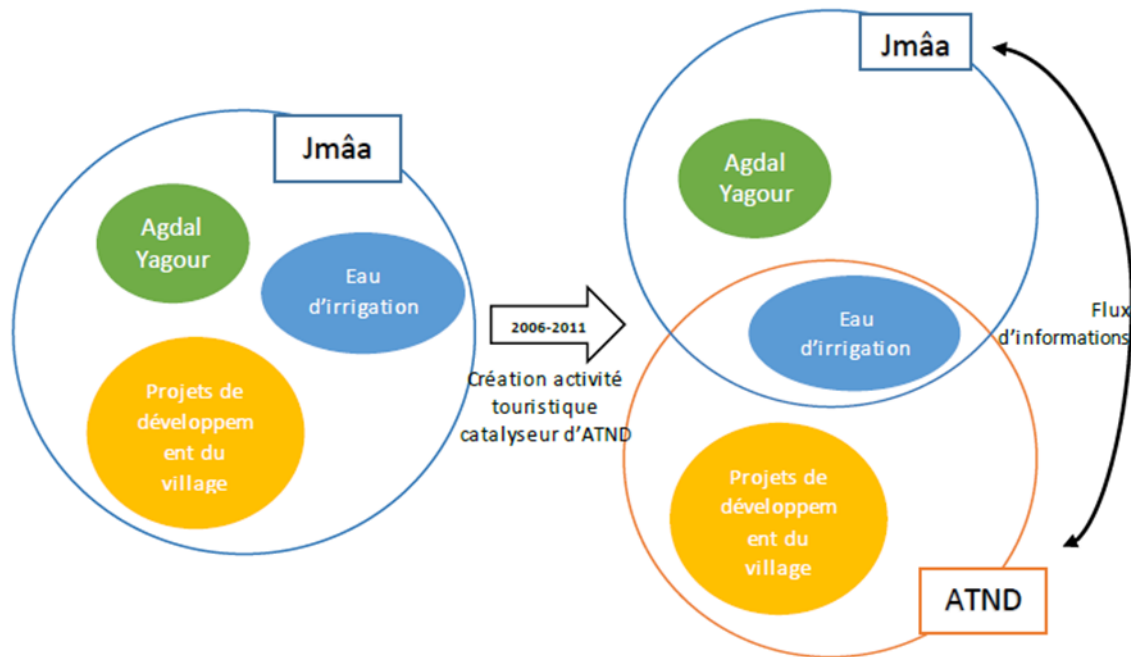 Jmâa
Agdal
Yagour
Eau
d'irrigation
Projets de
développem
ent du
village
2006-2011
Création activité
touristique
catalyseur d'ATND
Jmâa
Agdal
Yagour
Eau
d'irrigation
Flux
d'informations
Projets de
développem
ent du
village
ATND